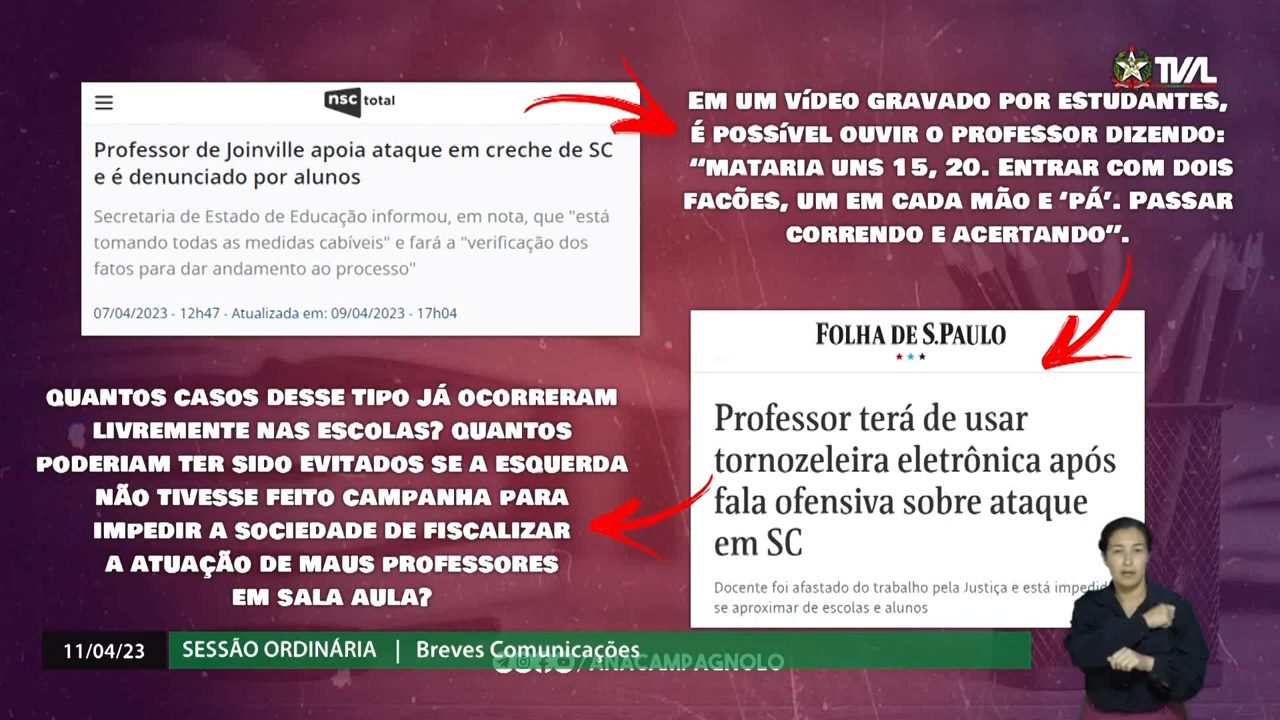 TVAL
nsc total
Professor de Joinville apoia ataque em creche de SC
e é denunciado por alunos
Secretaria de Estado de Educação informou, em nota, que "está
tomando todas as medidas cabíveis" e fará a "verificação dos
fatos para dar andamento ao processo"
07/04/2023 - 12h47 - Atualizada em: 09/04/2023 - 17h04
EM UM VÍDEO GRAVADO POR ESTUDANTES,
É POSSÍVEL OUVIR O PROFESSOR DIZENDO:
“MATARIA UNS 15, 20. ENTRAR COM DOIS
FACÕES, UM EM CADA MÃO E ‘PÁ’. PASSAR
CORRENDO E ACERTANDO”.
FOLHA DE S.PAULO
Professor terá de usar
tornozeleira eletrônica após
fala ofensiva sobre ataque
em SC
Docente foi afastado do trabalho pela Justiça e está
se aproximar de escolas e alunos
QUANTOS CASOS DESSE TIPO JÁ OCORRERAM
LIVREMENTE NAS ESCOLAS? QUANTOS
PODERIAM TER SIDO EVITADOS SE A ESQUERDA
NÃO TIVESSE FEITO CAMPANHA PARA
IMPEDIR A SOCIEDADE DE FISCALIZAR
A ATUAÇÃO DE MAUS PROFESSORES
EM SALA AULA?
11/04/23 SESSÃO ORDINÁRIA | Breves Comunicações
/ANACAMPAGNOLO